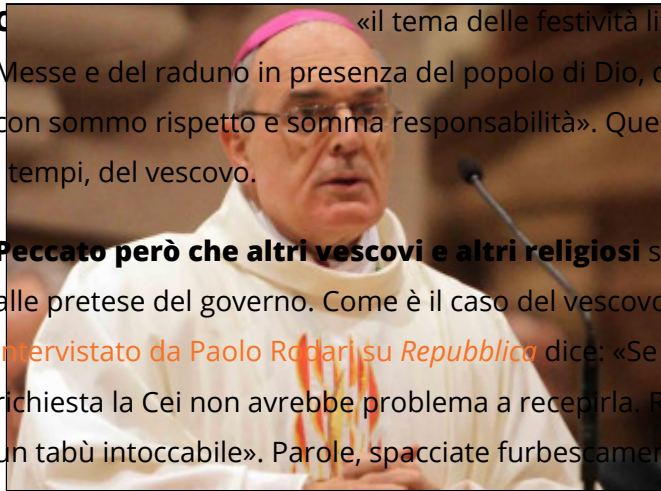 «il tema delle festività li
Messe e del raduno in presenza del popolo di Dio,
con sommo rispetto e somma responsabilità». Que
tempi, del vescovo.
Peccato però che altri vescovi e altri religiosi s
alle pretese del governo. Come è il caso del vescovo
ntervistato da Paolo Rodari su Repubblica dice: «Se
richiesta la Cei non avrebbe problema a recepirla. R
un tabù intoccabile». Parole, spacciate furbescamen